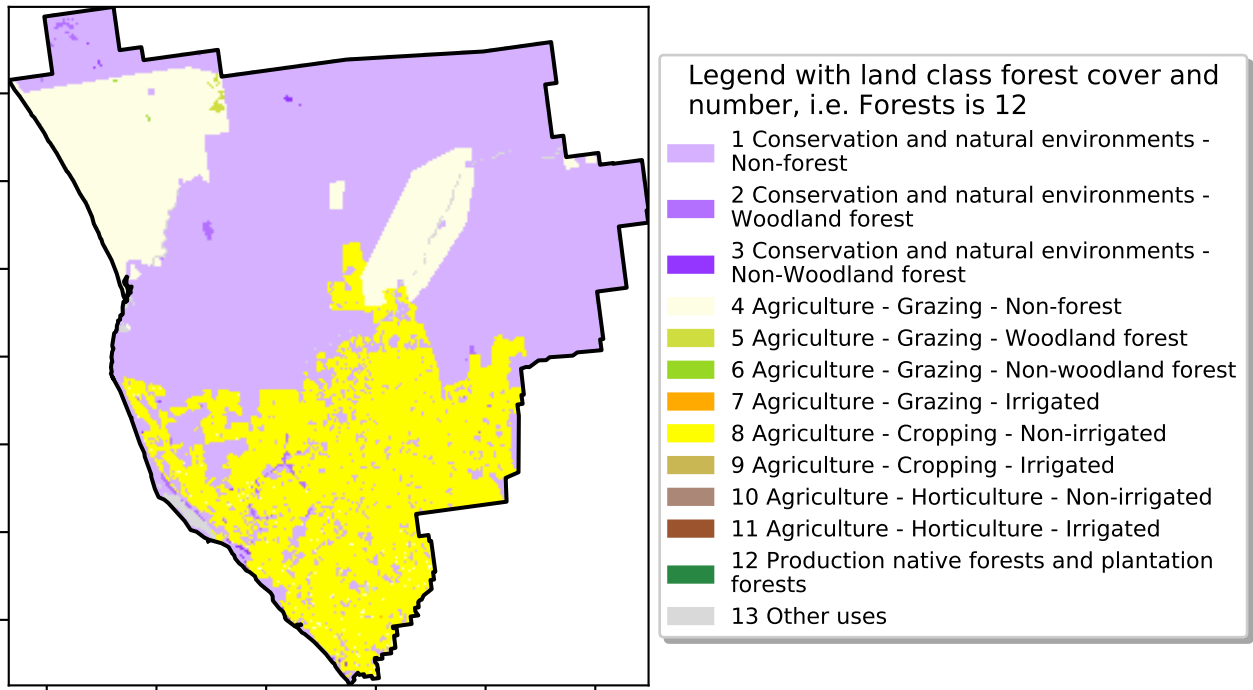 Legend with land class forest cover and
number, i.e. Forests is 12
1 Conservation and natural environments -
Non-forest
2 Conservation and natural environments -
Woodland forest
3 Conservation and natural environments -
Non-Woodland forest
4 Agriculture - Grazing - Non-forest
5 Agriculture - Grazing - Woodland forest
6 Agriculture - Grazing - Non-woodland forest
7 Agriculture - Grazing - Irrigated
8 Agriculture - Cropping - Non-irrigated
9 Agriculture - Cropping - Irrigated
10 Agriculture - Horticulture - Non-irrigated
11 Agriculture - Horticulture - Irrigated
12 Production native forests and plantation
forests
13 Other uses